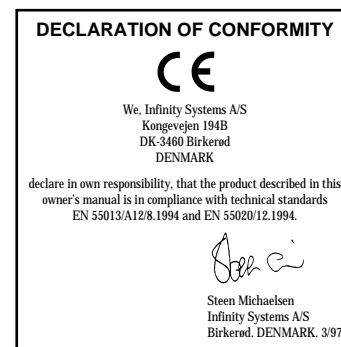 DECLARATION OF CONFORMITY
CE
We, Infinity Systems A/S
Kongevejen 194B
DK-3460 Birkerød
DENMARK
declare in own responsibility, that the product described in this
owner's manual is in compliance with technical standards
EN 55013/A12/8.1994 and EN 55020/12.1994.
Steen Michaelsen
Infinity Systems A/S
Birkerød. DENMARK. 3/97